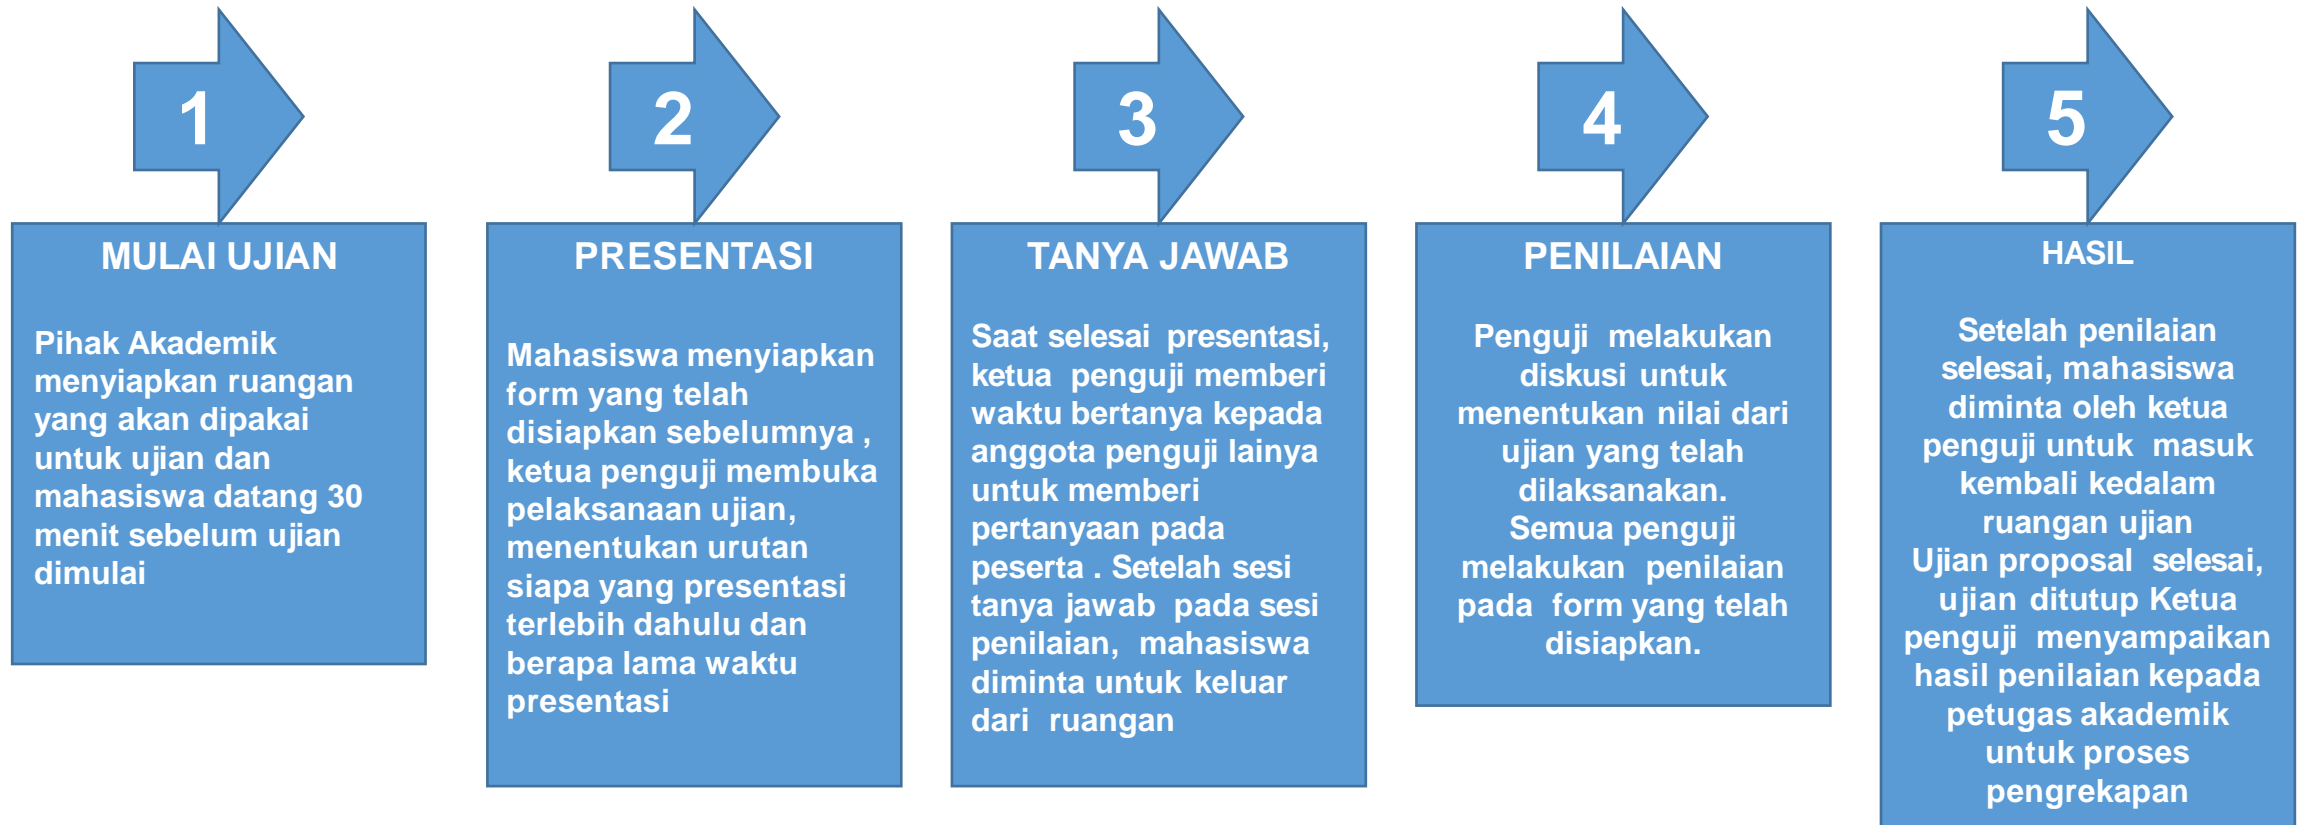 1
MULAI UJIAN
Pihak Akademik
menyiapkan ruangan
yang akan dipakai
untuk ujian dan
mahasiswa datang 30
menit sebelum ujian
dimulai
2
PRESENTASI
Mahasiswa menyiapkan
form yang telah
disiapkan sebelumnya ,
ketua penguji membuka
pelaksanaan ujian,
menentukan urutan
siapa yang presentasi
terlebih dahulu dan
berapa lama waktu
presentasi
3
TANYA JAWAB
Saat selesai presentasi,
ketua penguji memberi
waktu bertanya kepada
anggota penguji lainya
untuk memberi
pertanyaan pada
peserta . Setelah sesi
tanya jawab pada sesi
penilaian, mahasiswa
diminta untuk keluar
dari ruangan
4
PENILAIAN
Penguji melakukan
diskusi untuk
menentukan nilai dari
ujian yang telah
dilaksanakan.
Semua penguji
melakukan penilaian
pada form yang telah
disiapkan.
5
HASIL
Setelah penilaian
selesai, mahasiswa
diminta oleh ketua
penguji untuk masuk
kembali kedalam
ruangan ujian
Ujian proposal selesai,
ujian ditutup Ketua
penguji menyampaikan
hasil penilaian kepada
petugas akademik
untuk proses
pengrekapan